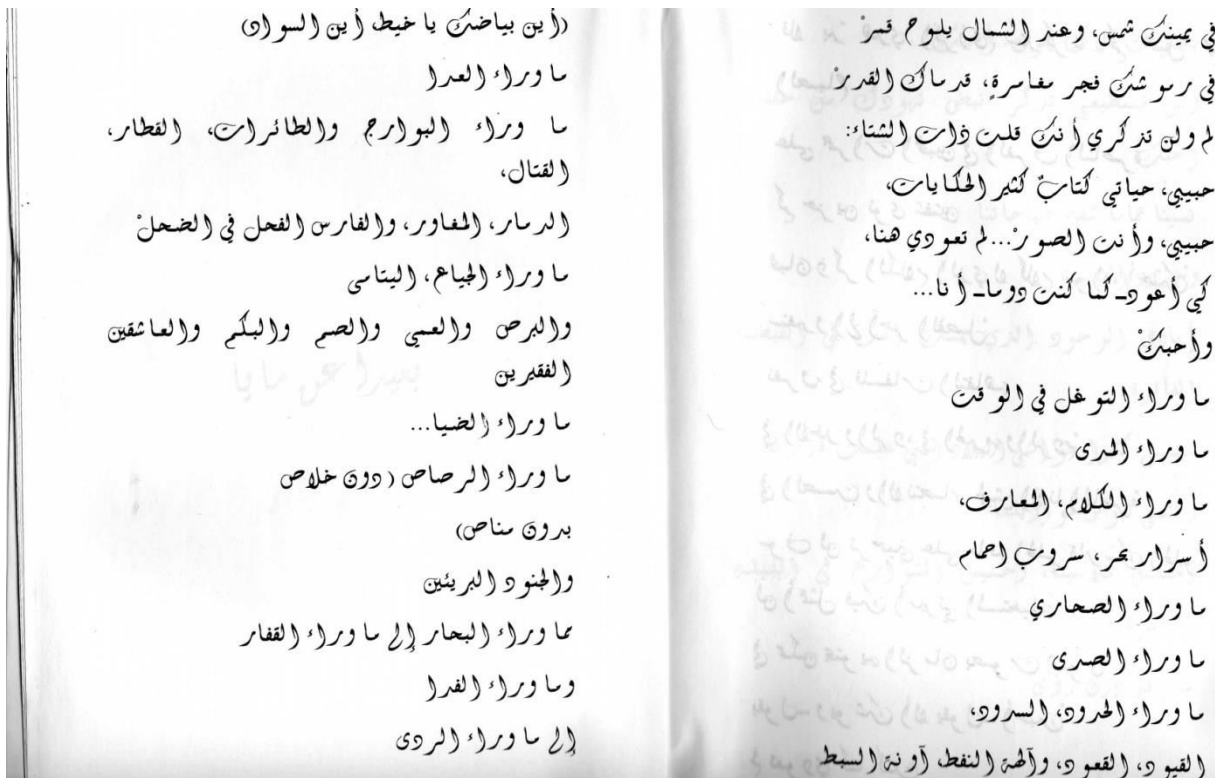 في يمينك شمس، وعند الشمال يلوح قمرْ
في رموشك فجر مغامرةٍ، قد رماك القدرْ
لم ولن تذكري أنك قلت ذات الشتاء:
حبيبي، حياتي كتابٌ كثير الحكايات،
حبيبي، وأنت الصورْ...لم تعودي هنا،
كي أعود ـ كما كنت دوما ـ أنا...
وأحبكْ
ما وراء التوغل في الوقت
ما وراء المدى
ما وراء الكلام، المعارف،
أسرار بحر، سروب احمام
ما وراء الصحاري
ما وراء الصدى
ما وراء الحدود، السدود،
القيود، القعود، وآلهة النفط، آونة السبط
(أين بياضك يا خيط، أين السواد)
ما وراء العدا
ما وراء البوارج والطائرات، القطار،
القتال،
الدمار، المغاور، والفارس الفحل في الضحلْ
ما وراء الجياع، اليتامى
والبرص والعمي والصم والبكم والعاشقين
الفقيرين
ما وراء الضيا...
ما وراء الرصاص (دون خلاص
بدون مناص)
والجنود البريئين
مما وراء البحار إلى ما وراء القفار
وما وراء الفدا
إلى ما وراء الردى